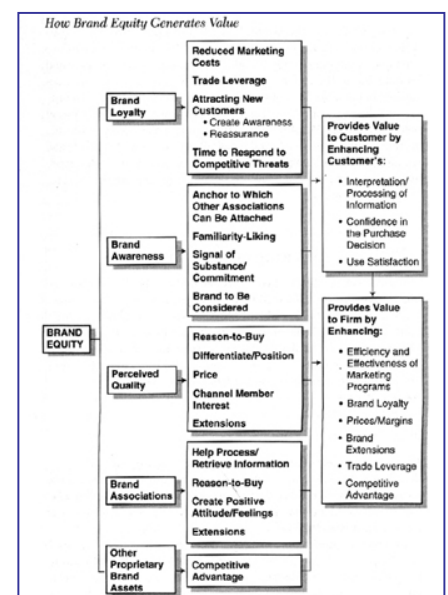 How Brand Equity Generates Value
BRAND
EQUITY
Brand
Loyalty
Reduced Marketing
Costs
Trade Leverage
Attracting New
Customers
• Create Awareness
• Reassurance
Time to Respond to
Competitive Threats
Brand
Awareness
Anchor to Which
Other Associations
Can Be Attached
Familiarity-Liking
Signal of
Substance/
Commitment
Brand to Be
Considered
Perceived
Quality
Reason-to-Buy
Differentiate/Position
Price
Channel Member
Interest
Extensions
Brand
Associations
Help Process/
Retrieve Information
Reason-to-Buy
Create Positive
Attitude/Feelings
Extensions
Other
Proprietary
Brand
Assets
Competitive
Advantage
Provides Value
to Customer by
Enhancing
Customer's:
• Interpretation/
Processing of
Information
• Confidence in
the Purchase
Decision
• Use Satisfaction
Provides Value
to Firm by
Enhancing:
• Efficiency and
Effectiveness of
Marketing
Programs
• Brand Loyalty
• Prices/Margins
• Brand
Extensions
• Trade Leverage
• Competitive
Advantage